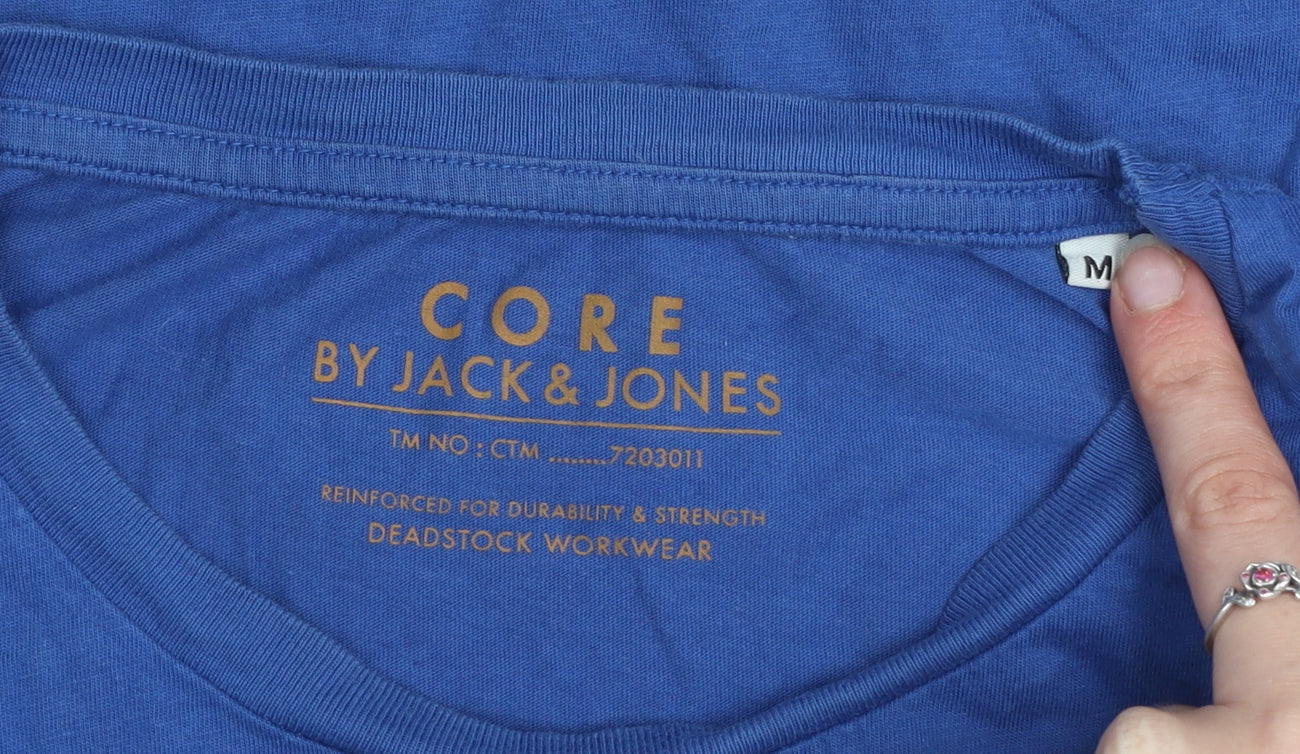 CORE
BY JACK & JONES
TM NO : CTM ........7203011
REINFORCED FOR DURABILITY & STRENGTH
DEADSTOCK WORKWEAR
M